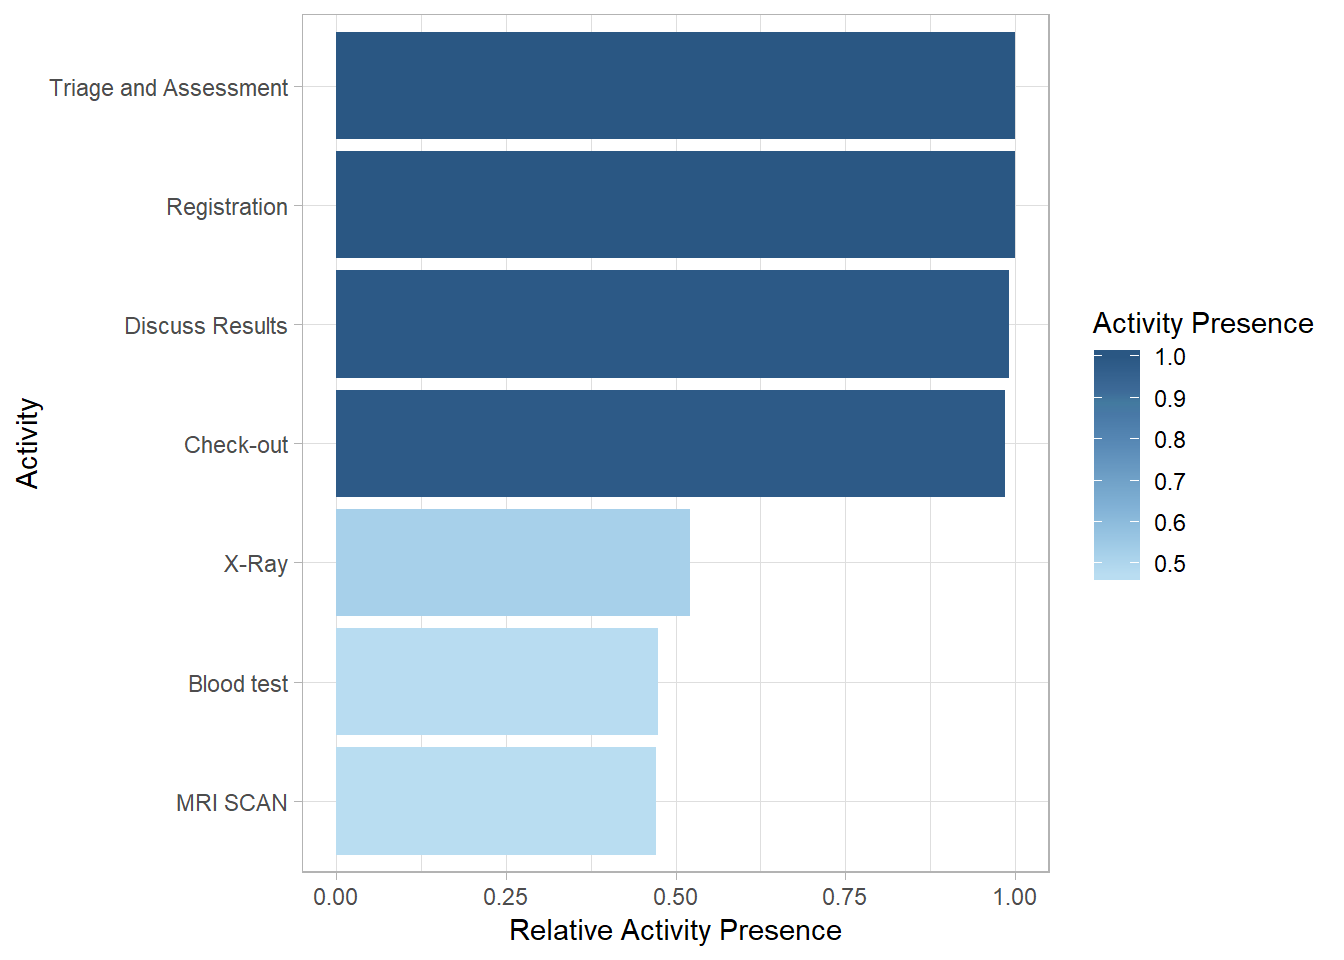 Triage and Assessment
Registration
Discuss Results
Check-out
X-Ray
Blood test
MRI SCAN
Activity
0.00 0.25 0.50 0.75 1.00
Relative Activity Presence
Activity Presence
1.0
0.9
0.8
0.7
0.6
0.5